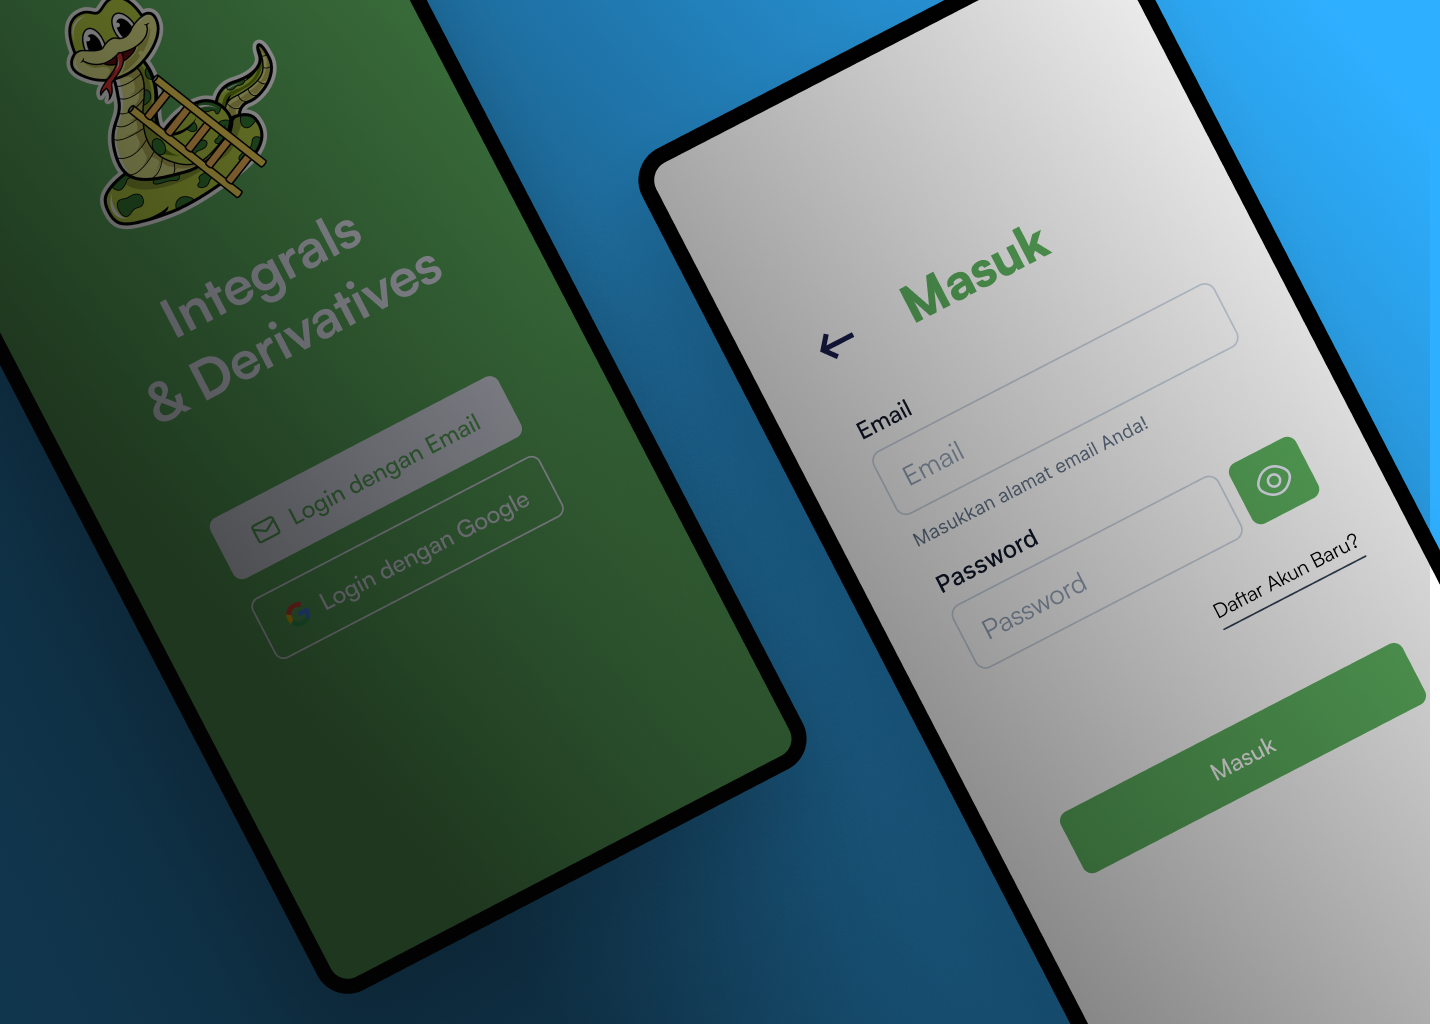 Integrals
& Derivatives
Login dengan Email
Login dengan Google
Masuk
Email
Email
Masukkan alamat email Anda!
Password
Password
Daftar Akun Baru?
Masuk